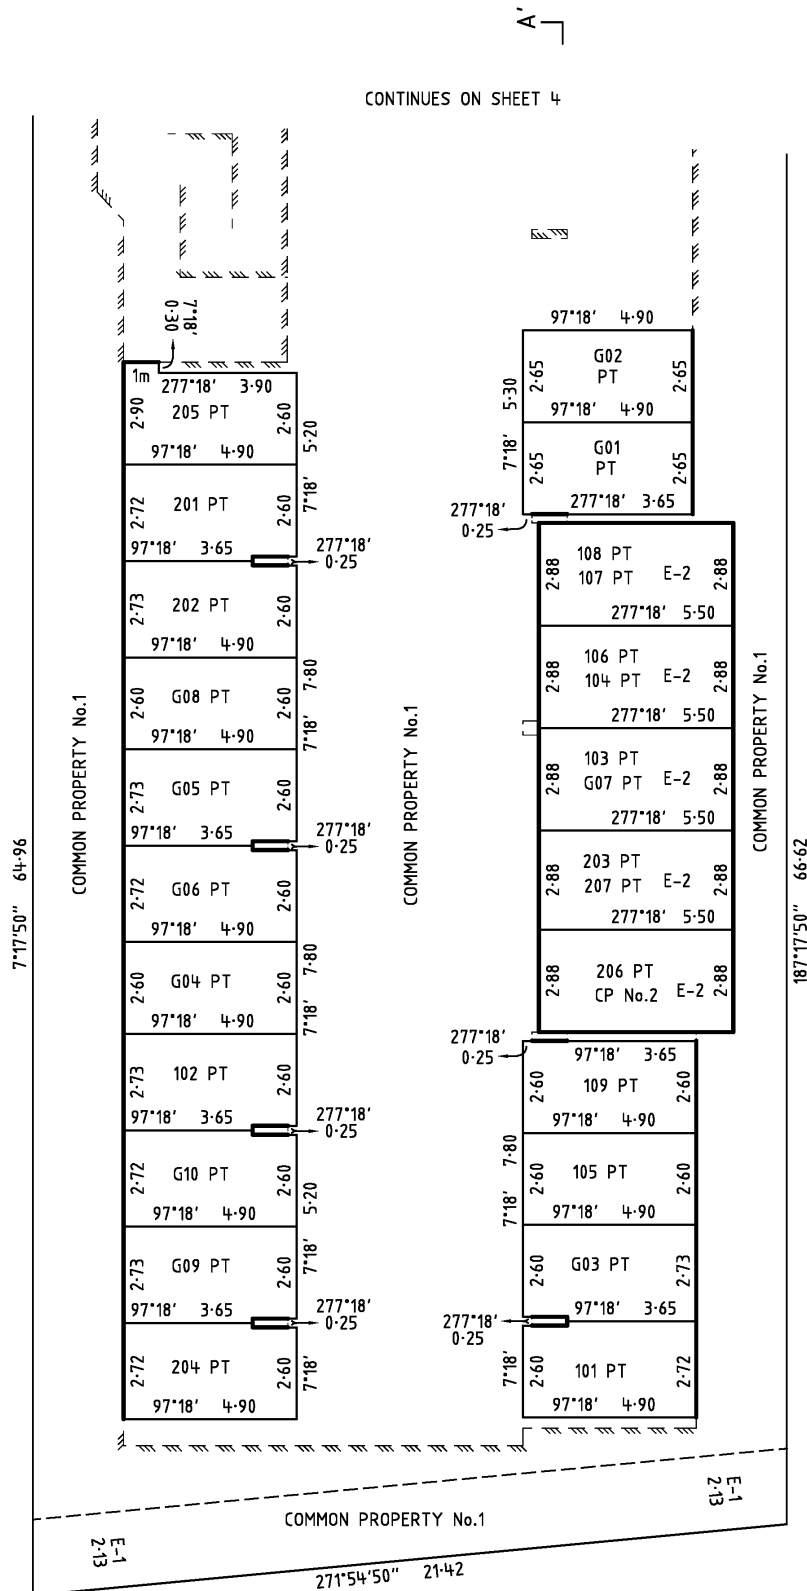 A'
CONTINUES ON SHEET 4
7°18'
0·30
1m
277°18' 3·90
2·90
205 PT
2·60
97°18' 4·90
5·20
7°18'
2·72
201 PT
2·60
97°18' 3·65
277°18'
0·25
2·73
202 PT
2·60
97°18' 4·90
7·80
7°18'
2·60
G08 PT
2·60
97°18' 4·90
2·73
G05 PT
2·60
97°18' 3·65
277°18'
0·25
2·72
G06 PT
2·60
97°18' 4·90
7·80
7°18'
2·60
G04 PT
2·60
97°18' 4·90
2·73
102 PT
2·60
97°18' 3·65
277°18'
0·25
2·72
G10 PT
2·60
97°18' 4·90
5·20
7°18'
2·73
G09 PT
2·60
97°18' 3·65
277°18'
0·25
2·72
204 PT
2·60
7°18'
97°18' 4·90
COMMON PROPERTY No.1
7°17'50" 64·96
COMMON PROPERTY No.1
97°18' 4·90
5·30
7°18'
2·65
G02
PT
2·65
97°18' 4·90
2·65
G01
PT
2·65
277°18' 3·65
277°18'
0·25
2·88
108 PT
107 PT E-2
2·88
277°18' 5·50
2·88
106 PT
104 PT E-2
2·88
277°18' 5·50
2·88
103 PT
G07 PT E-2
2·88
277°18' 5·50
2·88
203 PT
207 PT E-2
2·88
277°18' 5·50
2·88
206 PT
CP No.2 E-2
2·88
277°18'
0·25
97°18' 3·65
2·60
109 PT
2·60
97°18' 4·90
7·80
7°18'
2·60
105 PT
2·60
97°18' 4·90
2·60
G03 PT
2·73
97°18' 3·65
277°18'
0·25
7°18'
2·60
101 PT
2·72
97°18' 4·90
COMMON PROPERTY No.1
187°17'50" 66·62
E-1
2·13
COMMON PROPERTY No.1
E-1
2·13
271°54'50" 21·42